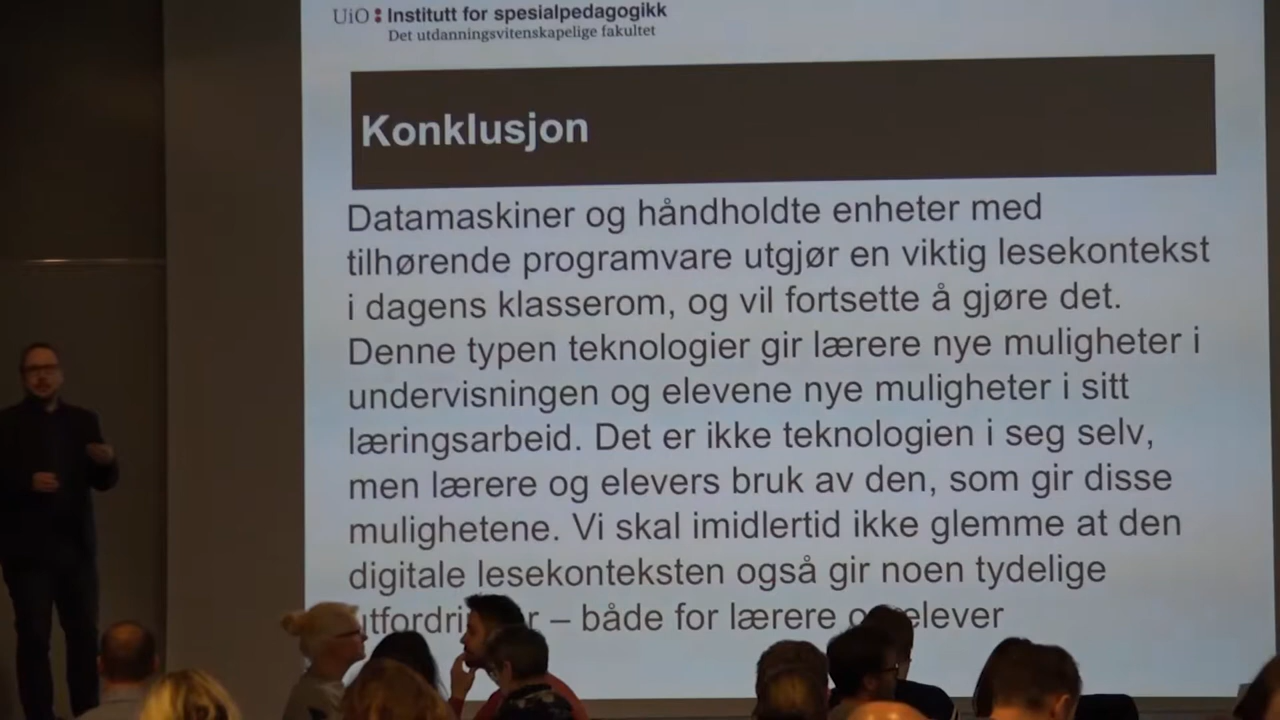 UiO : Institutt for spesialpedagogikk
Det utdanningsvitenskapelige fakultet
Konklusjon
Datamaskiner og håndholdte enheter med
tilhørende programvare utgjør en viktig lesekontekst
i dagens klasserom, og vil fortsette å gjøre det.
Denne typen teknologier gir lærere nye muligheter i
undervisningen og elevene nye muligheter i sitt
læringsarbeid. Det er ikke teknologien i seg selv,
men lærere og elevers bruk av den, som gir disse
mulighetene. Vi skal imidlertid ikke glemme at den
digitale lesekonteksten også gir noen tydelige
– både for lærere elever